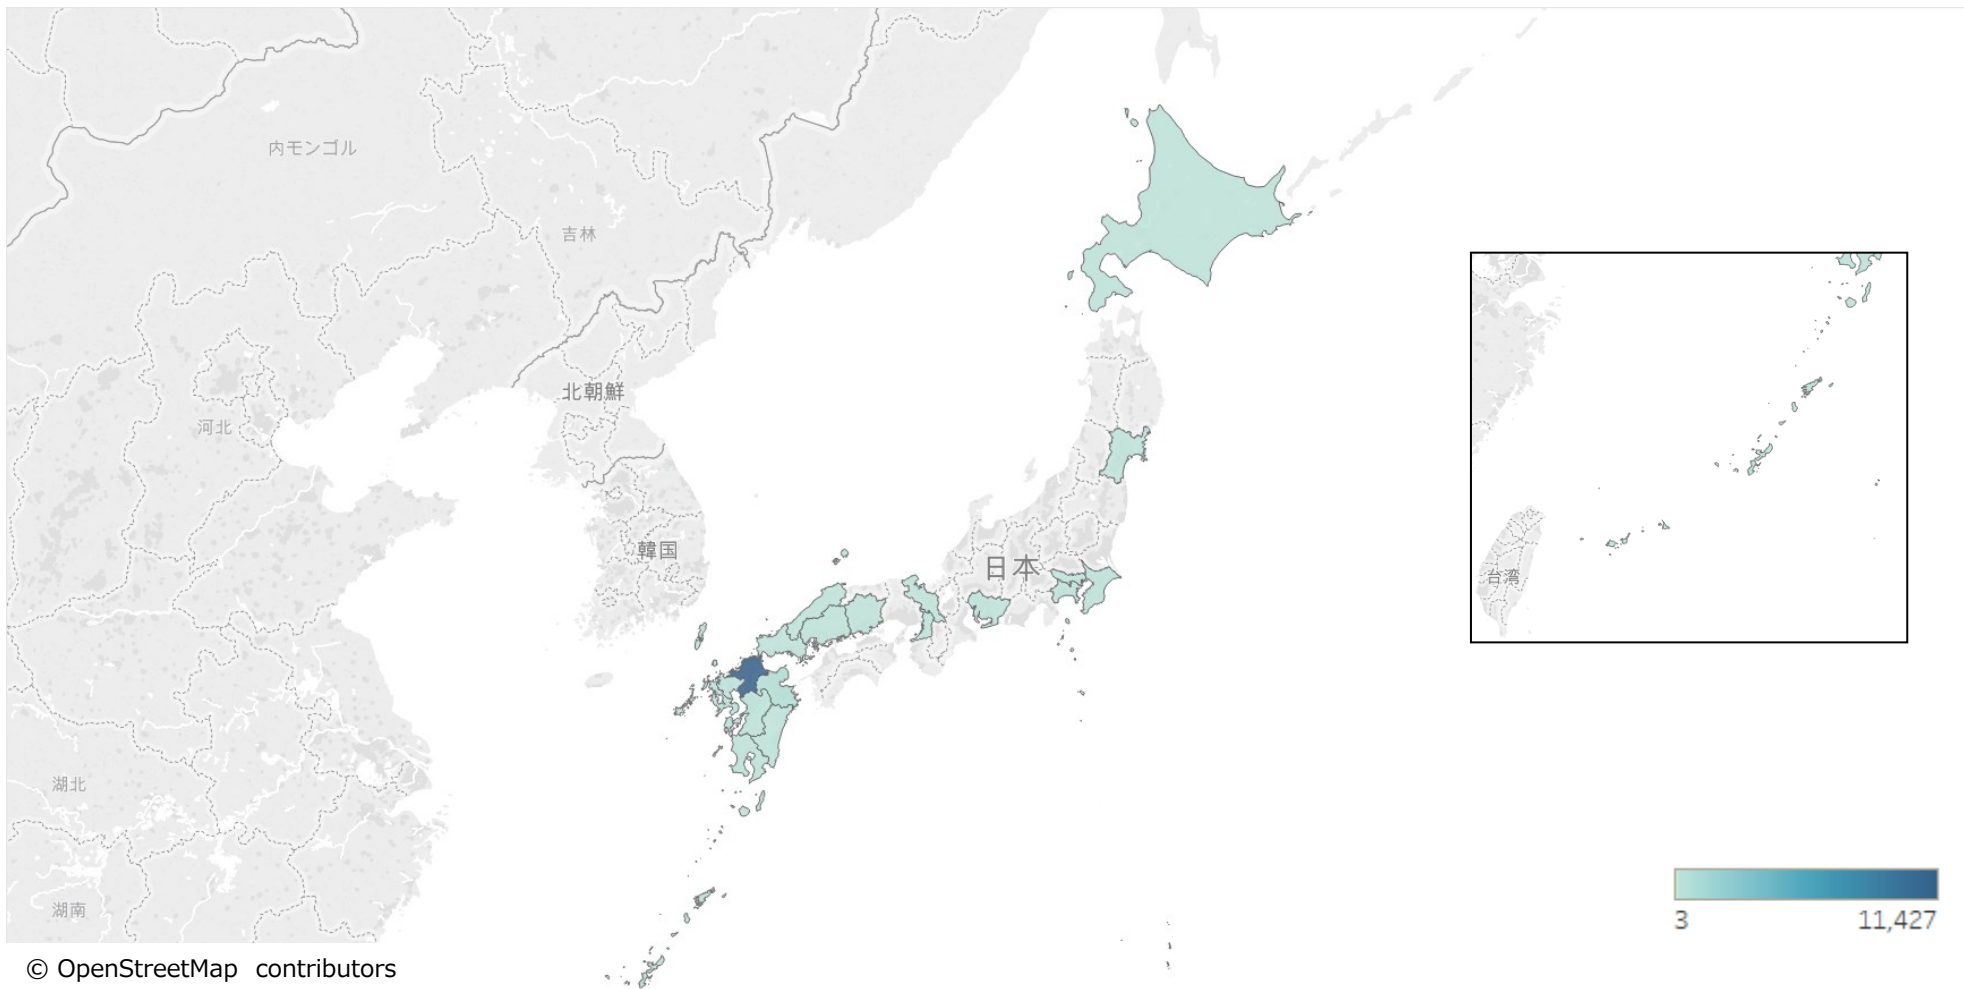 内モンゴル
吉林
北朝鮮
河北
韓国
日本
台湾
湖北
湖南
3
11,427
© OpenStreetMap contributors